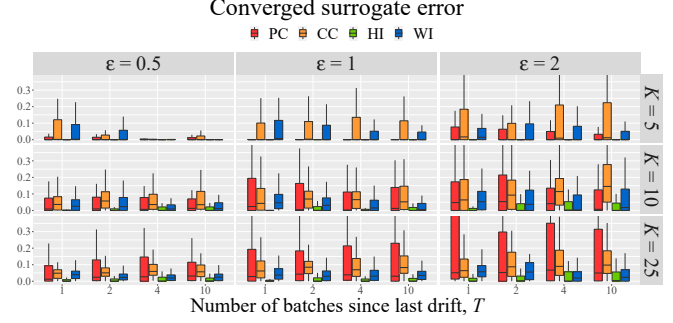 Converged surrogate error
PC CC HI WI
ε = 0.5 ε = 1 ε = 2
0.3
0.2
0.1
0.0
K = 5
0.3
0.2
0.1
0.0
K = 10
0.3
0.2
0.1
0.0
K = 25
1 2 4 10 1 2 4 10 1 2 4 10
Number of batches since last drift, T